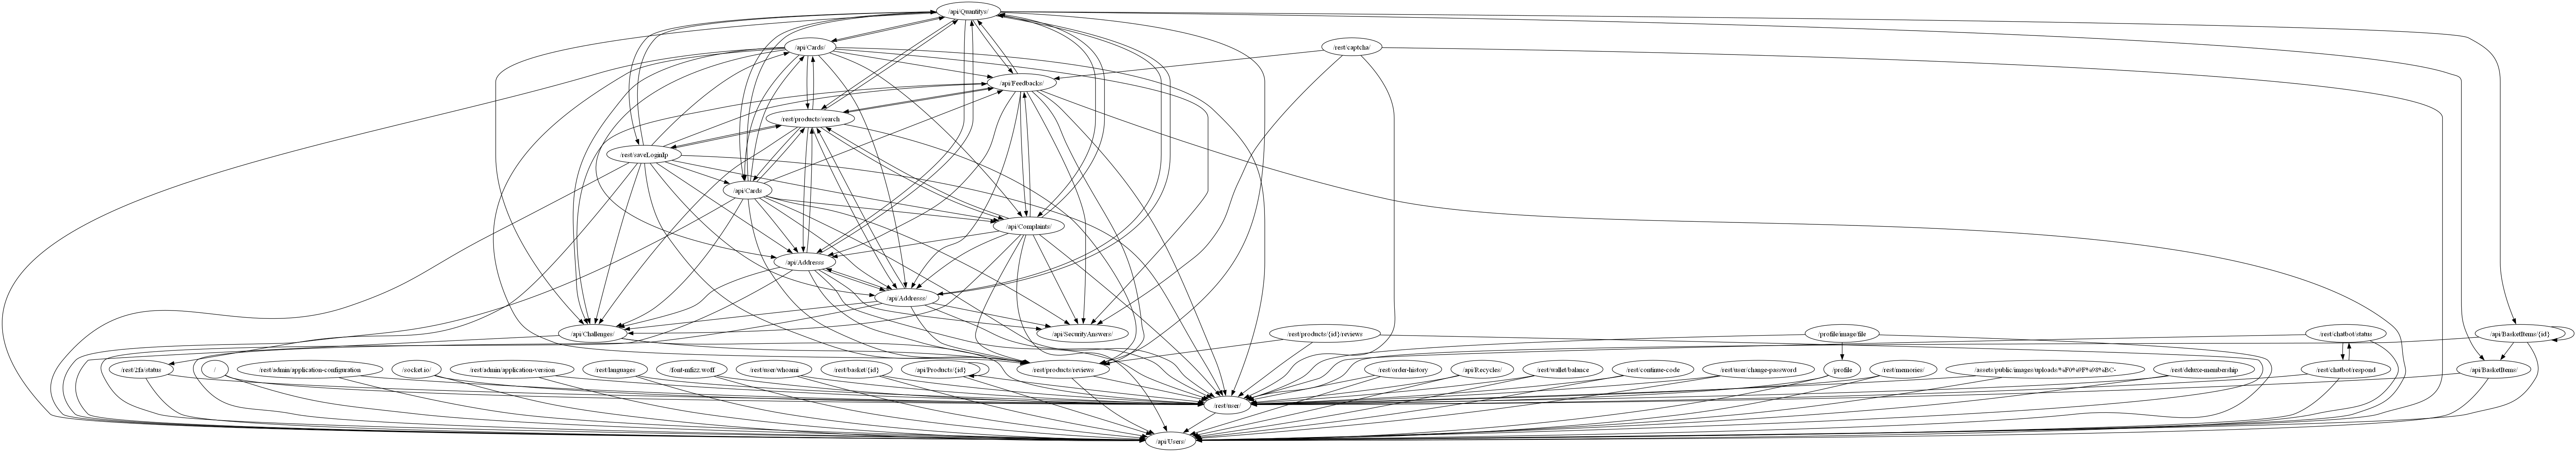 /api/Quantitys/
/api/Cards/
/rest/captcha/
/api/Feedbacks/
/rest/products/search
/rest/saveLoginIp
/api/Cards
/api/Complaints/
/api/Addresss
/api/Addresss/
/api/Challenges/
/api/SecurityAnswers/
/rest/products/{id}/reviews
/profile/image/file
/rest/chatbot/status
/api/BasketItems/{id}
/rest/2fa/status
/
/rest/admin/application-configuration
/socket.io/
/rest/admin/application-version
/rest/languages
/font-mfizz.woff
/rest/user/whoami
/rest/basket/{id}
/api/Products/{id}
/rest/products/reviews
/rest/order-history
/api/Recycles/
/rest/wallet/balance
/rest/continue-code
/rest/user/change-password
/profile
/rest/memories/
/assets/public/images/uploads/%F0%9F%98%BC-
/rest/deluxe-membership
/rest/chatbot/respond
/api/BasketItems/
/rest/user/
/api/Users/